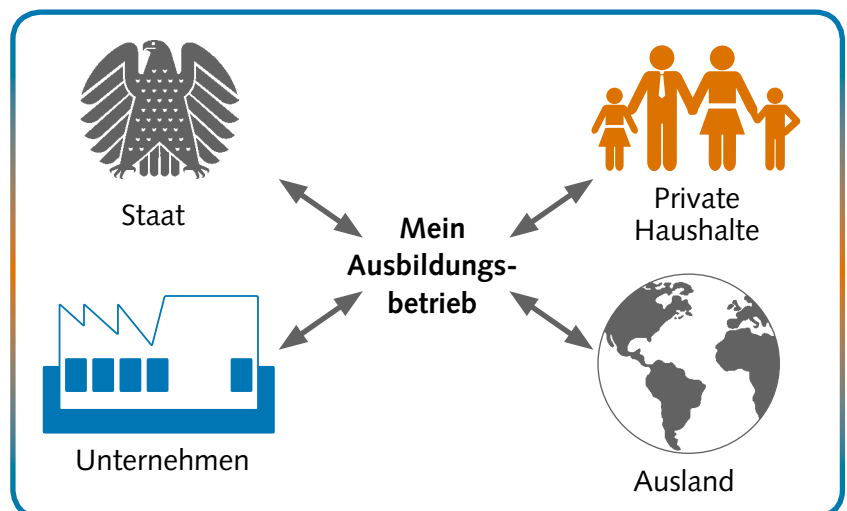 Staat
Private
Haushalte
Mein
Ausbildungs-
betrieb
Unternehmen
Ausland